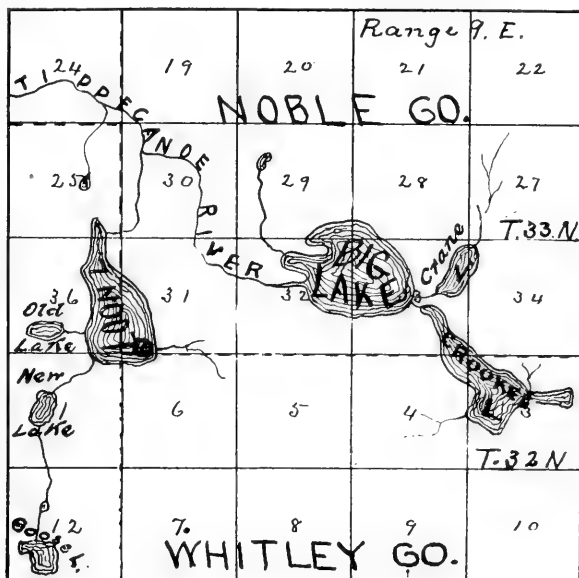 Range 9. E.
24 19 20 21 22
TIPPECANOE RIVER
NOBLE CO.
25 30 29 28 27
T. 33 N.
BIG
LAKE
Crane
L.
36 31 32 34
Old
Lake
LOON L
New
Lake
1 6 5 4 3
CROOKED
L
T. 32 N
12 7. 8 9 10
Goose L.
WHITLEY CO.